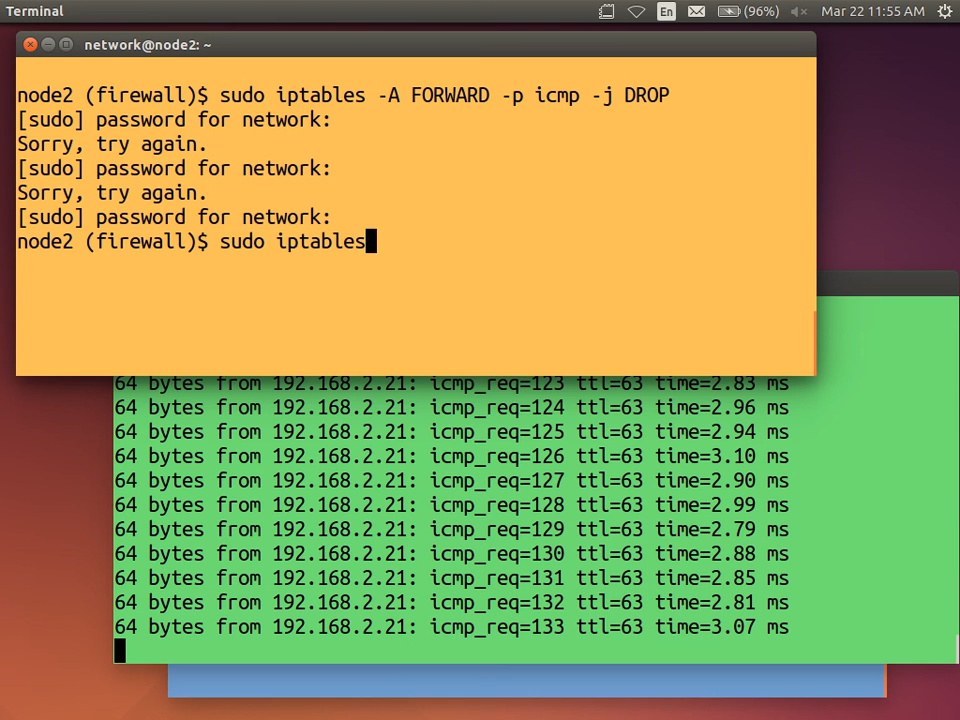 Terminal
En
(96%)
Mar 22 11:55 AM
network@node2: ~
node2 (firewall)$ sudo iptables -A FORWARD -p icmp -j DROP
[sudo] password for network:
Sorry, try again.
[sudo] password for network:
Sorry, try again.
[sudo] password for network:
node2 (firewall)$ sudo iptables
64 bytes from 192.168.2.21: icmp_req=123 ttl=63 time=2.83 ms
64 bytes from 192.168.2.21: icmp_req=124 ttl=63 time=2.96 ms
64 bytes from 192.168.2.21: icmp_req=125 ttl=63 time=2.94 ms
64 bytes from 192.168.2.21: icmp_req=126 ttl=63 time=3.10 ms
64 bytes from 192.168.2.21: icmp_req=127 ttl=63 time=2.90 ms
64 bytes from 192.168.2.21: icmp_req=128 ttl=63 time=2.99 ms
64 bytes from 192.168.2.21: icmp_req=129 ttl=63 time=2.79 ms
64 bytes from 192.168.2.21: icmp_req=130 ttl=63 time=2.88 ms
64 bytes from 192.168.2.21: icmp_req=131 ttl=63 time=2.85 ms
64 bytes from 192.168.2.21: icmp_req=132 ttl=63 time=2.81 ms
64 bytes from 192.168.2.21: icmp_req=133 ttl=63 time=3.07 ms